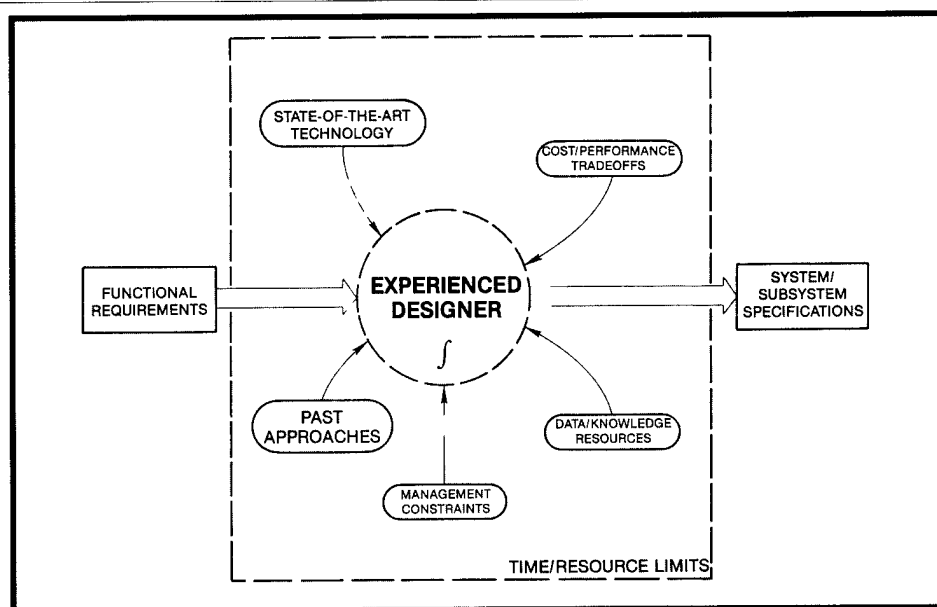 STATE-OF-THE-ART
TECHNOLOGY
COST/PERFORMANCE
TRADEOFFS
FUNCTIONAL
REQUIREMENTS
EXPERIENCED
DESIGNER
∫
SYSTEM/
SUBSYSTEM
SPECIFICATIONS
PAST
APPROACHES
DATA/KNOWLEDGE
RESOURCES
MANAGEMENT
CONSTRAINTS
TIME/RESOURCE LIMITS